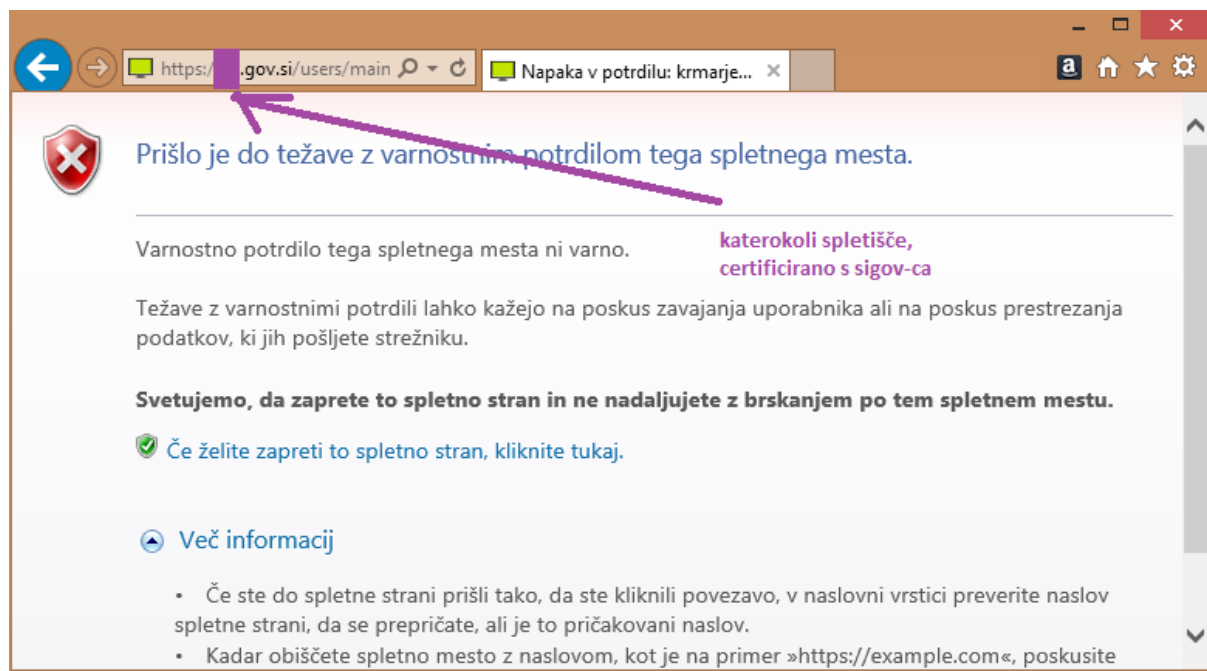 https:/ .gov.si/users/main
Napaka v potrdilu: krmarje...
a
Prišlo je do težave z varnostnim potrdilom tega spletnega mesta.
Varnostno potrdilo tega spletnega mesta ni varno.
katerokoli spletišče,
certificirano s sigov-ca
Težave z varnostnimi potrdili lahko kažejo na poskus zavajanja uporabnika ali na poskus prestrezanja
podatkov, ki jih pošljete strežniku.
Svetujemo, da zaprete to spletno stran in ne nadaljujete z brskanjem po tem spletnem mestu.
Če želite zapreti to spletno stran, kliknite tukaj.
Več informacij
• Če ste do spletne strani prišli tako, da ste kliknili povezavo, v naslovni vrstici preverite naslov
spletne strani, da se prepričate, ali je to pričakovani naslov.
• Kadar obiščete spletno mesto z naslovom, kot je na primer »https://example.com«, poskusite